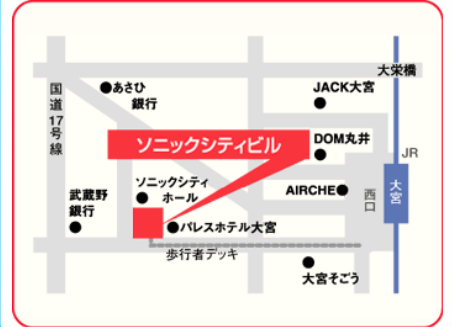 大栄橋
国道17号線
あさひ
銀行
JACK大宮
ソニックシティビル
DOM丸井
JR
大宮
西口
AIRCHE
ソニックシティ
ホール
武蔵野
銀行
パレスホテル大宮
歩行者デッキ
大宮そごう